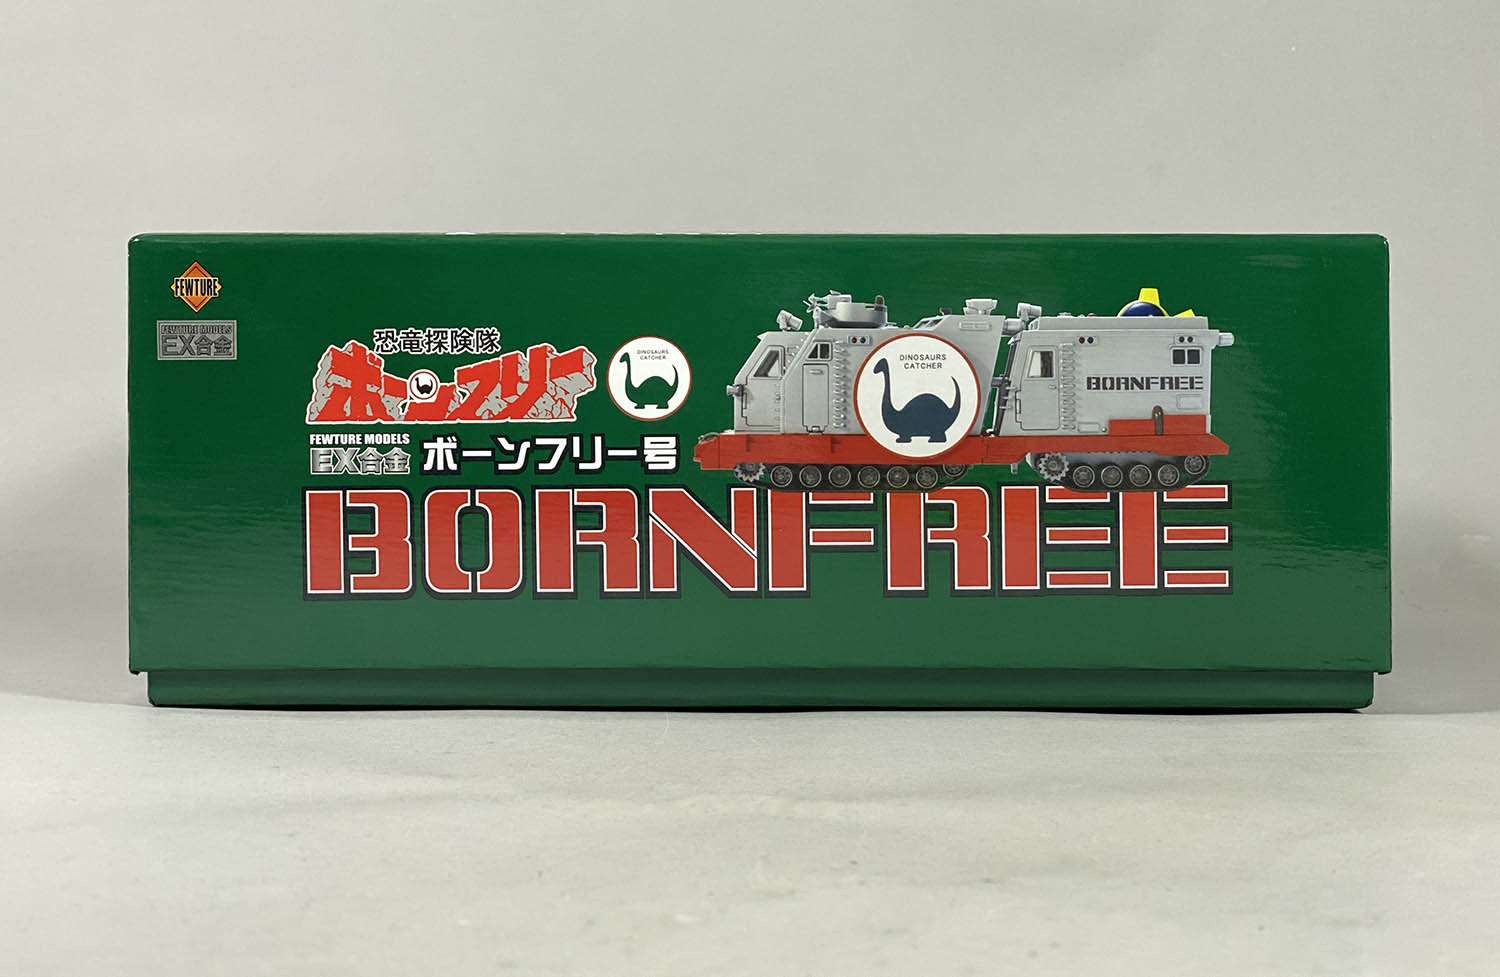 FEWTURE
FEWTURE MODELS
EX合金
恐竜探険隊
ボーンフリー
DINOSAURS
CATCHER
FEWTURE MODELS
EX合金 ボーンフリー号
DINOSAURS
CATCHER
BORNFREE
BORNFREE